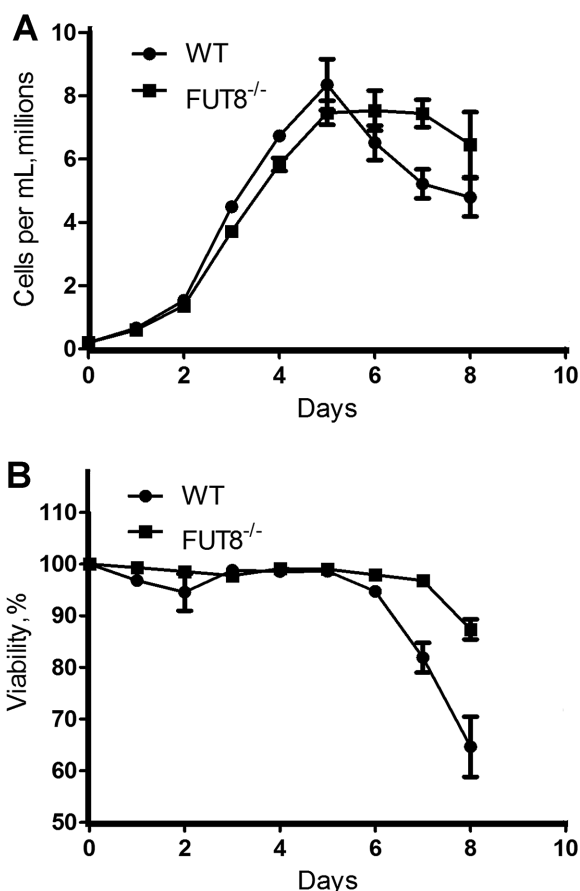 A
10
WT
FUT8-/-
8
6
4
2
0
Cells per mL, millions
0 2 4 6 8 10
Days
B
WT
FUT8-/-
110
100
90
80
70
60
50
Viability, %
0 2 4 6 8 10
Days